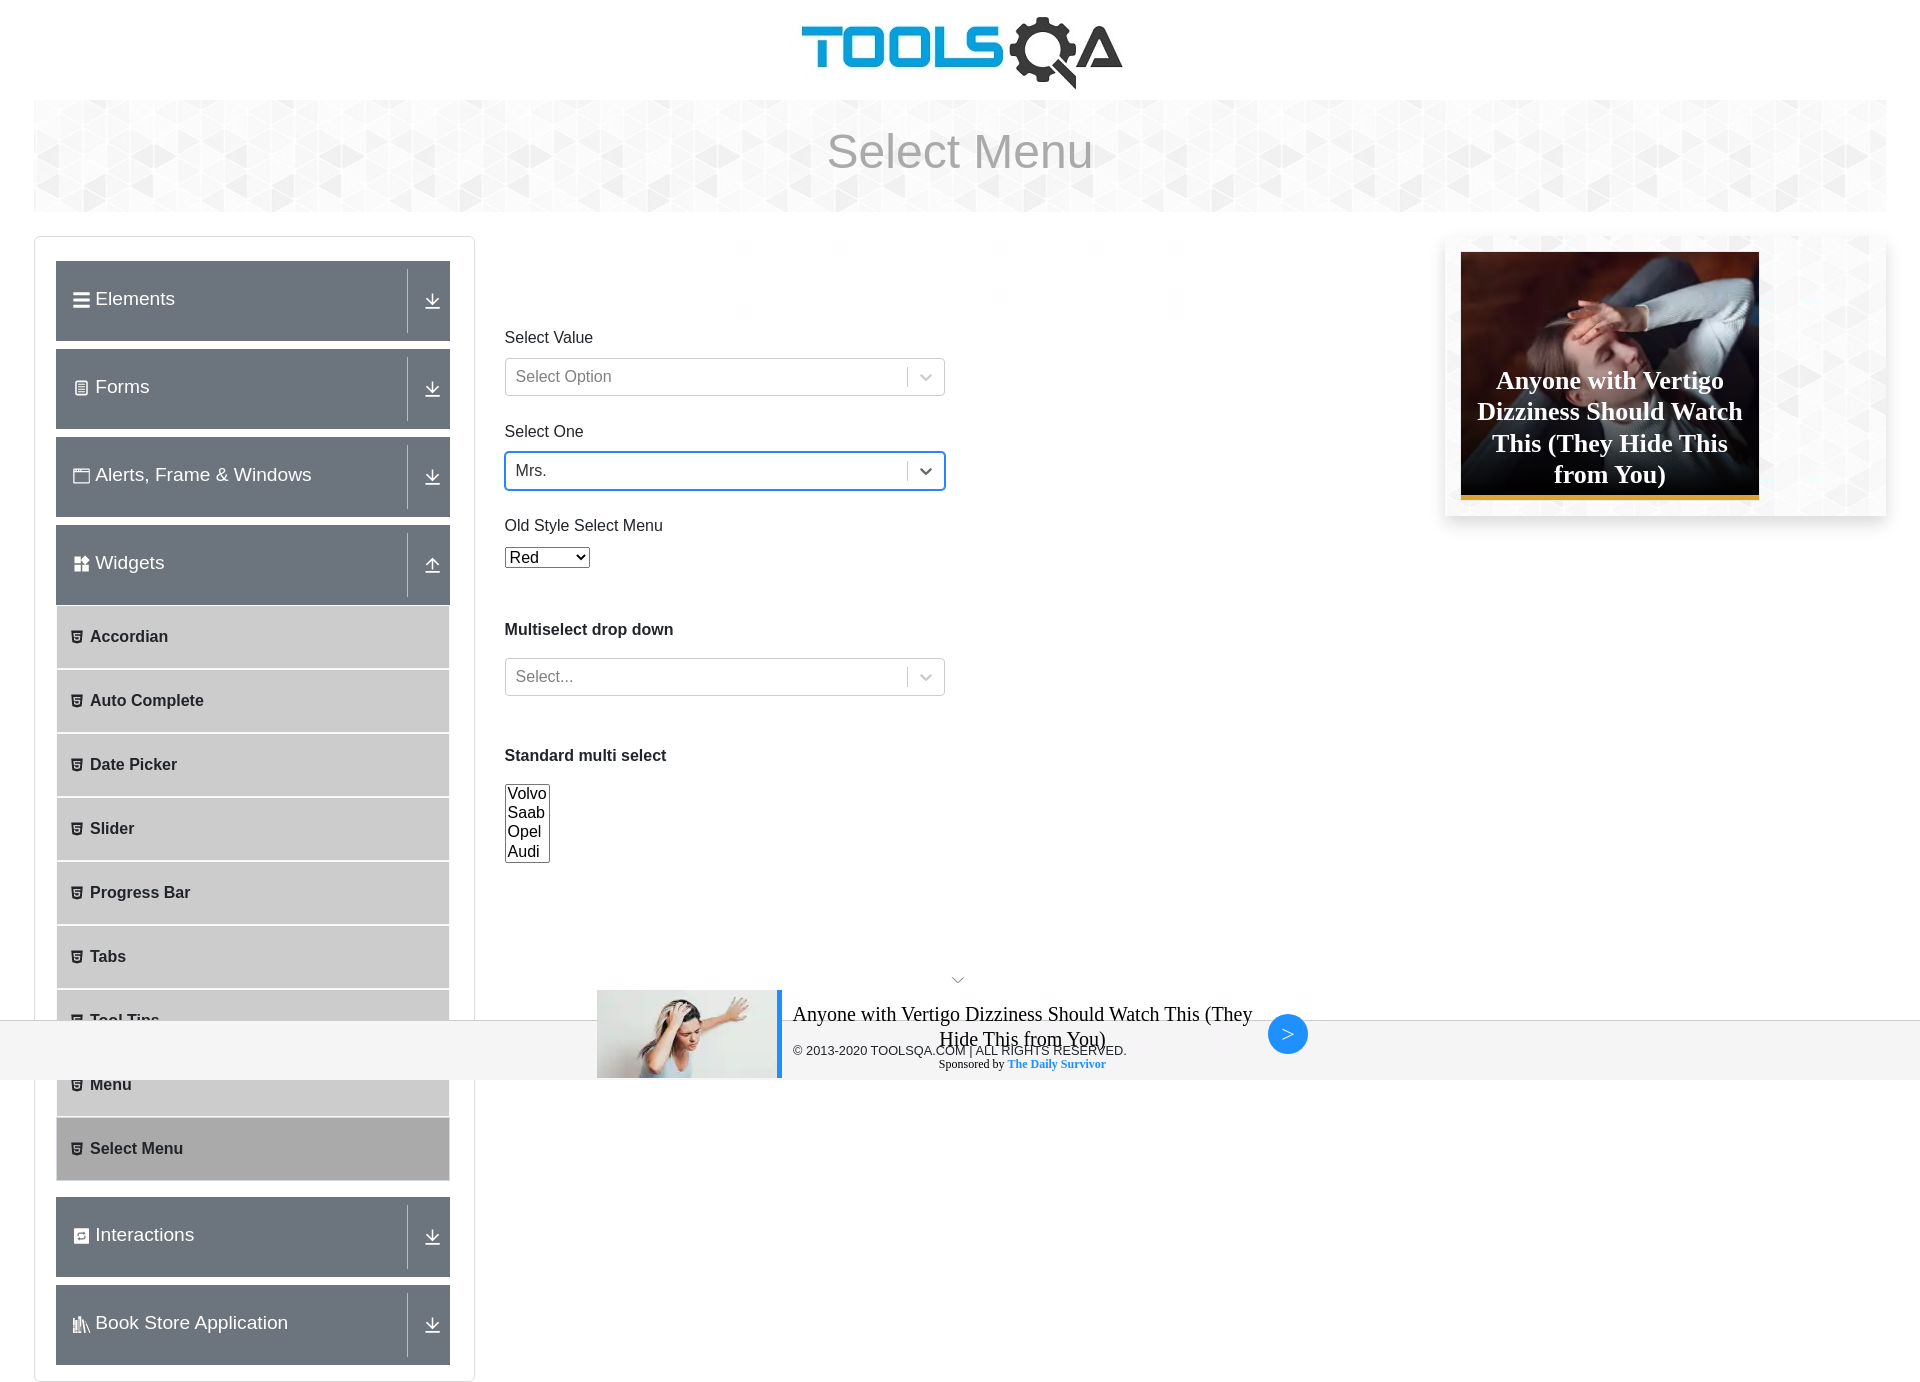 TOOLSQA
Select Menu
Elements
Forms
Alerts, Frame & Windows
Widgets
Accordian
Auto Complete
Date Picker
Slider
Progress Bar
Tabs
Tool Tips
Menu
Select Menu
Interactions
Book Store Application
Select Value
Select Option
Select One
Mrs.
Old Style Select Menu
Red
Multiselect drop down
Select...
Standard multi select
Volvo
Saab
Opel
Audi
Anyone with Vertigo
Dizziness Should Watch
This (They Hide This
from You)
Anyone with Vertigo Dizziness Should Watch This (They
Hide This from You)
© 2013-2020 TOOLSQA.COM | ALL RIGHTS RESERVED.
Sponsored by The Daily Survivor
>